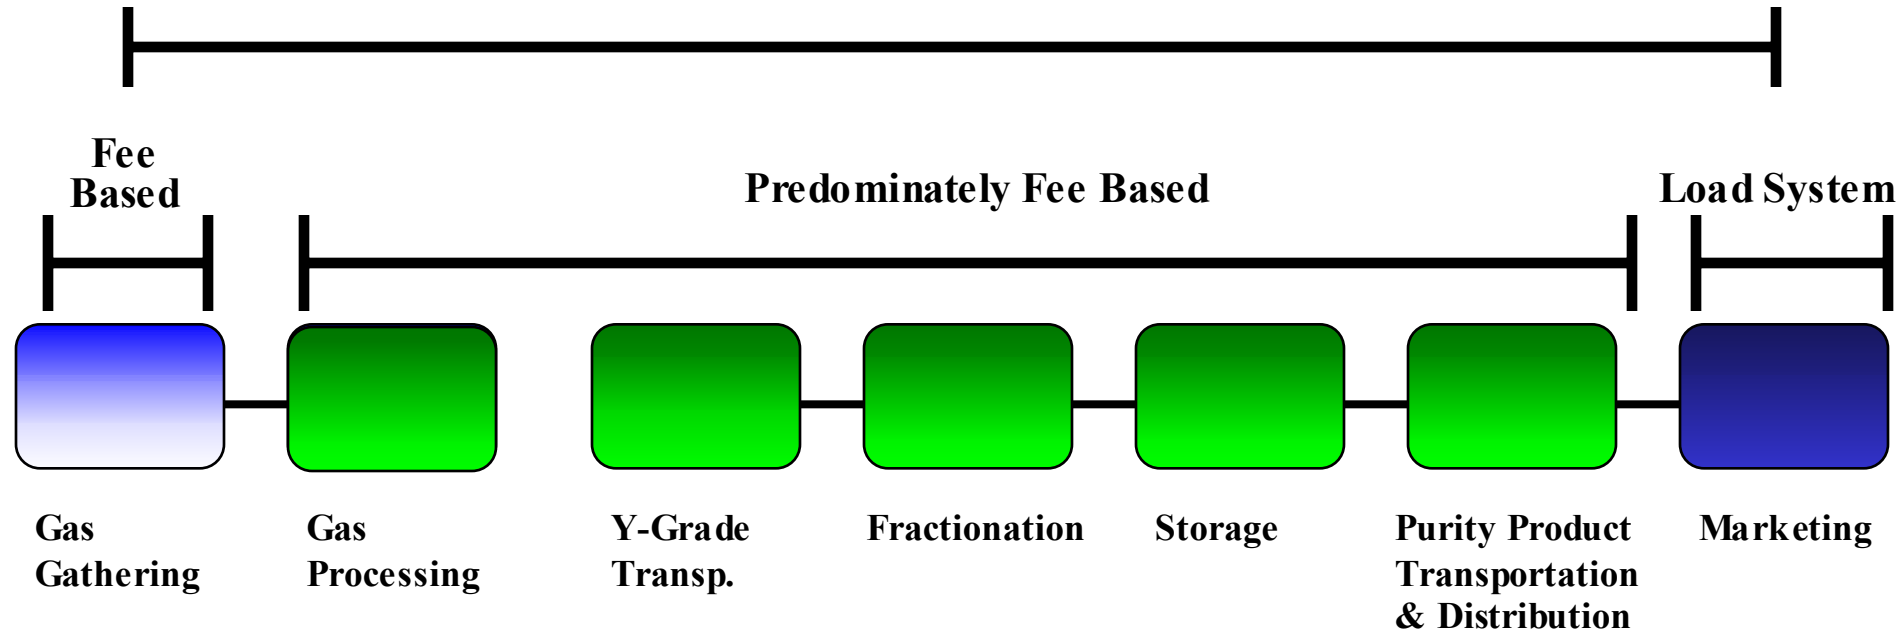 Fee
Based
Predominately Fee Based
Load System
Gas
Gathering
Gas
Processing
Y-Grade
Transp.
Fractionation
Storage
Purity Product
Transportation
& Distribution
Marketing